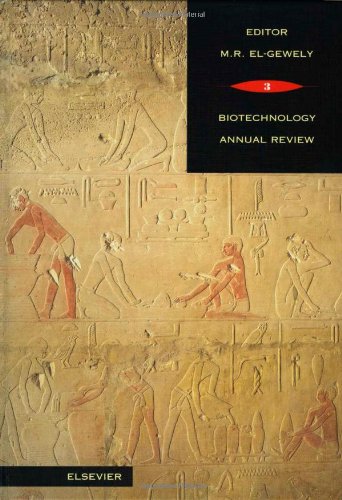 EDITOR
M.R. EL-GEWELY
3
BIOTECHNOLOGY
ANNUAL REVIEW
ELSEVIER